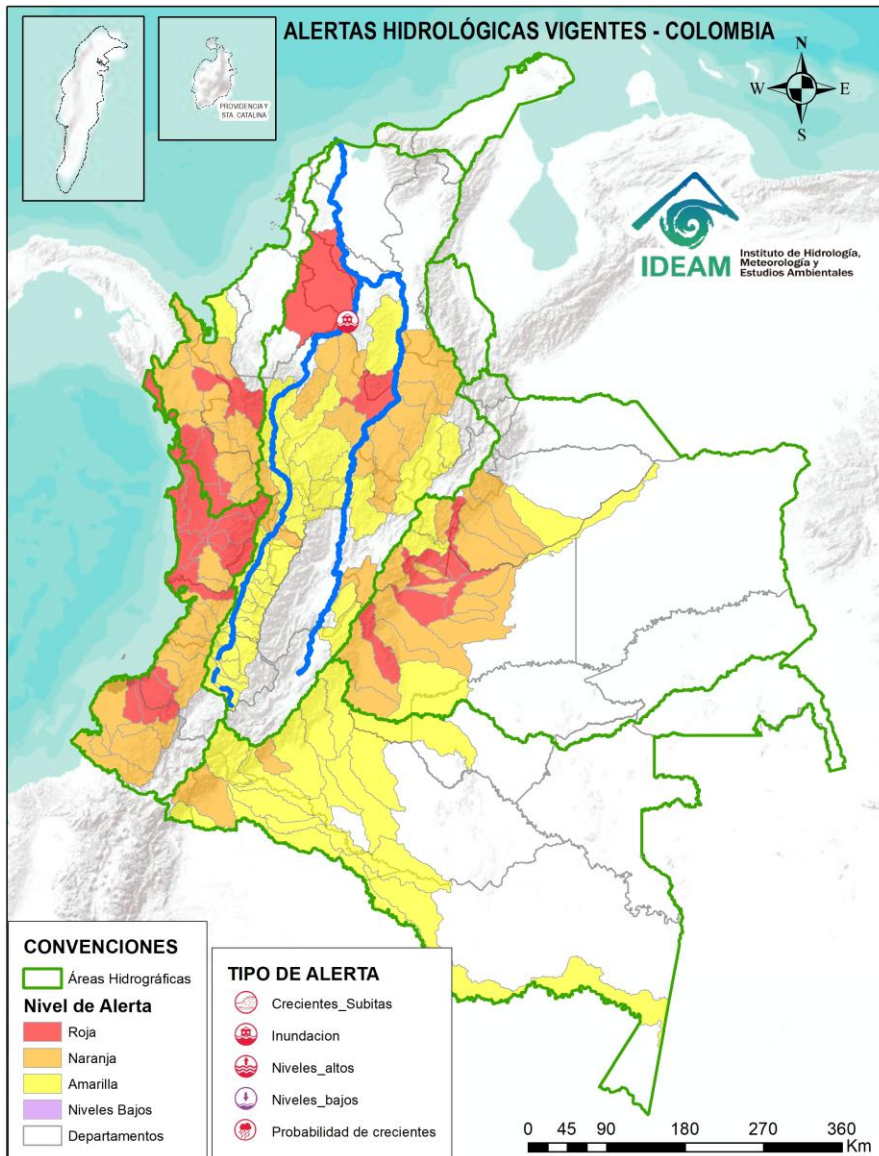 ALERTAS HIDROLÓGICAS VIGENTES - COLOMBIA
PROVIDENCIA Y
STA. CATALINA
N
W
E
S
IDEAM
Instituto de Hidrología,
Meteorología y
Estudios Ambientales
CONVENCIONES
Áreas Hidrográficas
Nivel de Alerta
Roja
Naranja
Amarilla
Niveles Bajos
Departamentos
TIPO DE ALERTA
Crecientes_Subitas
Inundacion
Niveles_altos
Niveles_bajos
Probabilidad de crecientes
0 45 90 180 270 360
Km